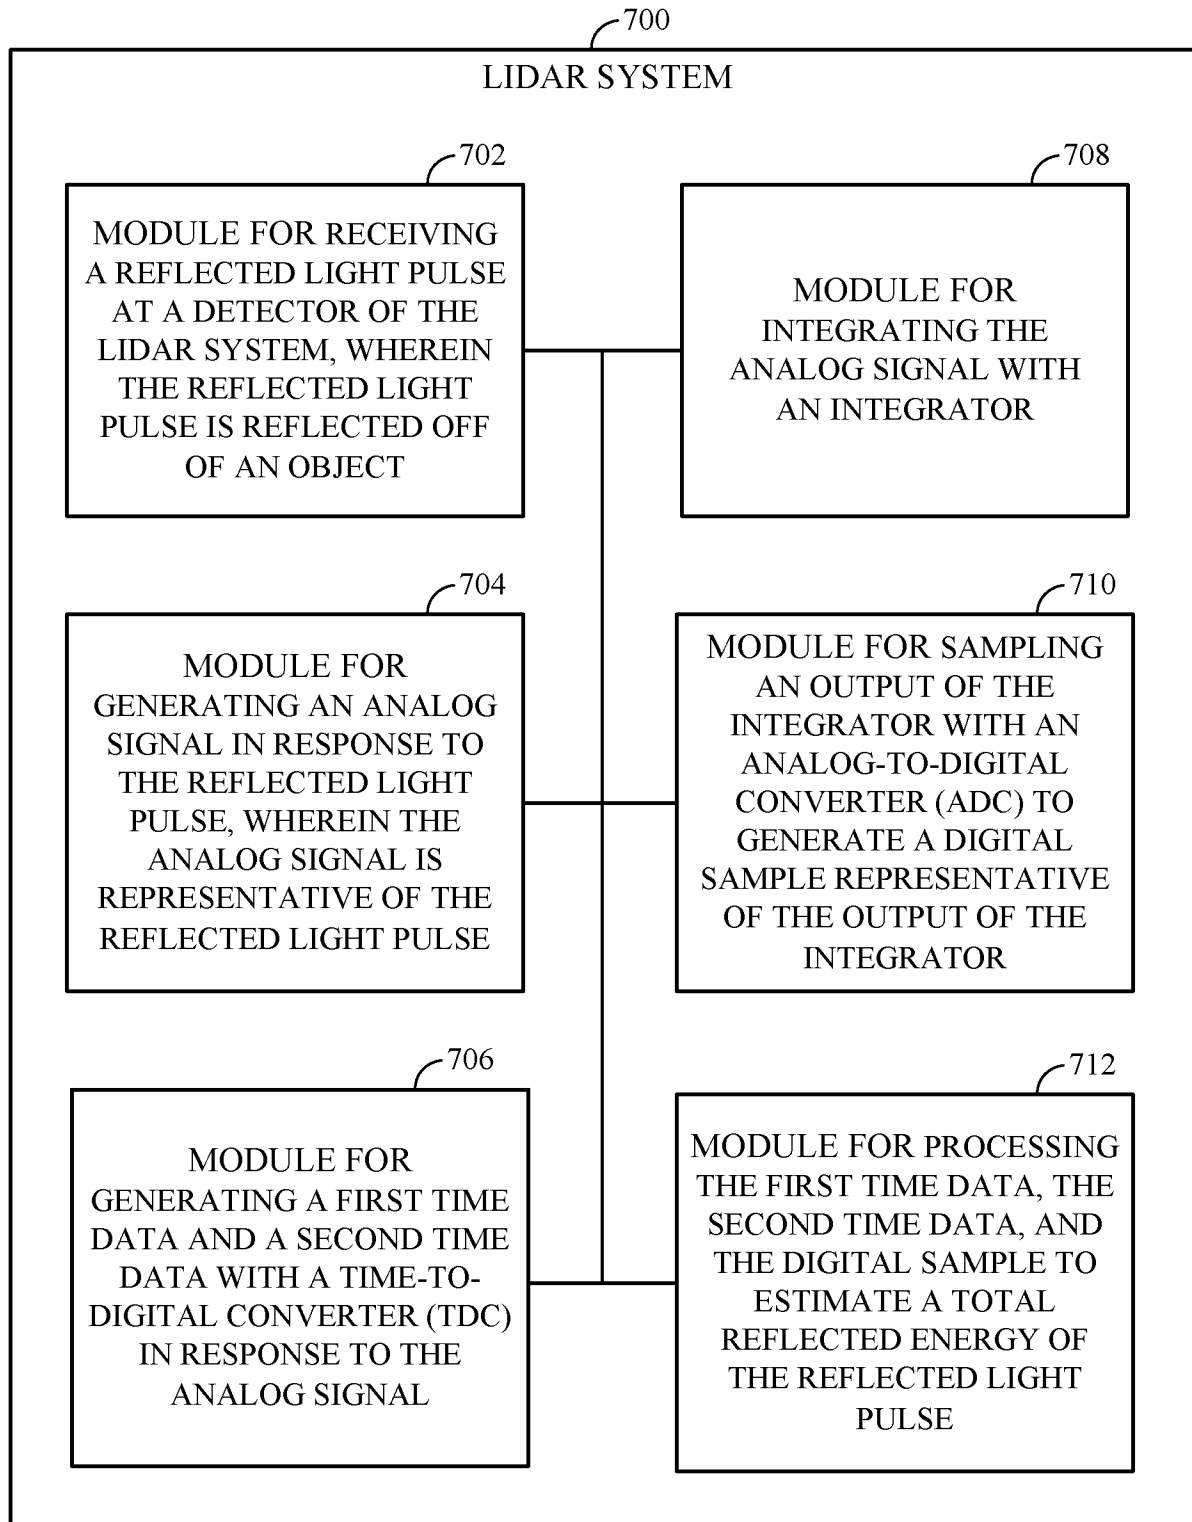 700
LIDAR SYSTEM
702
MODULE FOR RECEIVING
A REFLECTED LIGHT PULSE
AT A DETECTOR OF THE
LIDAR SYSTEM, WHEREIN
THE REFLECTED LIGHT
PULSE IS REFLECTED OFF
OF AN OBJECT
704
MODULE FOR
GENERATING AN ANALOG
SIGNAL IN RESPONSE TO
THE REFLECTED LIGHT
PULSE, WHEREIN THE
ANALOG SIGNAL IS
REPRESENTATIVE OF THE
REFLECTED LIGHT PULSE
706
MODULE FOR
GENERATING A FIRST TIME
DATA AND A SECOND TIME
DATA WITH A TIME-TO-
DIGITAL CONVERTER (TDC)
IN RESPONSE TO THE
ANALOG SIGNAL
708
MODULE FOR
INTEGRATING THE
ANALOG SIGNAL WITH
AN INTEGRATOR
710
MODULE FOR SAMPLING
AN OUTPUT OF THE
INTEGRATOR WITH AN
ANALOG-TO-DIGITAL
CONVERTER (ADC) TO
GENERATE A DIGITAL
SAMPLE REPRESENTATIVE
OF THE OUTPUT OF THE
INTEGRATOR
712
MODULE FOR PROCESSING
THE FIRST TIME DATA, THE
SECOND TIME DATA, AND
THE DIGITAL SAMPLE TO
ESTIMATE A TOTAL
REFLECTED ENERGY OF
THE REFLECTED LIGHT
PULSE